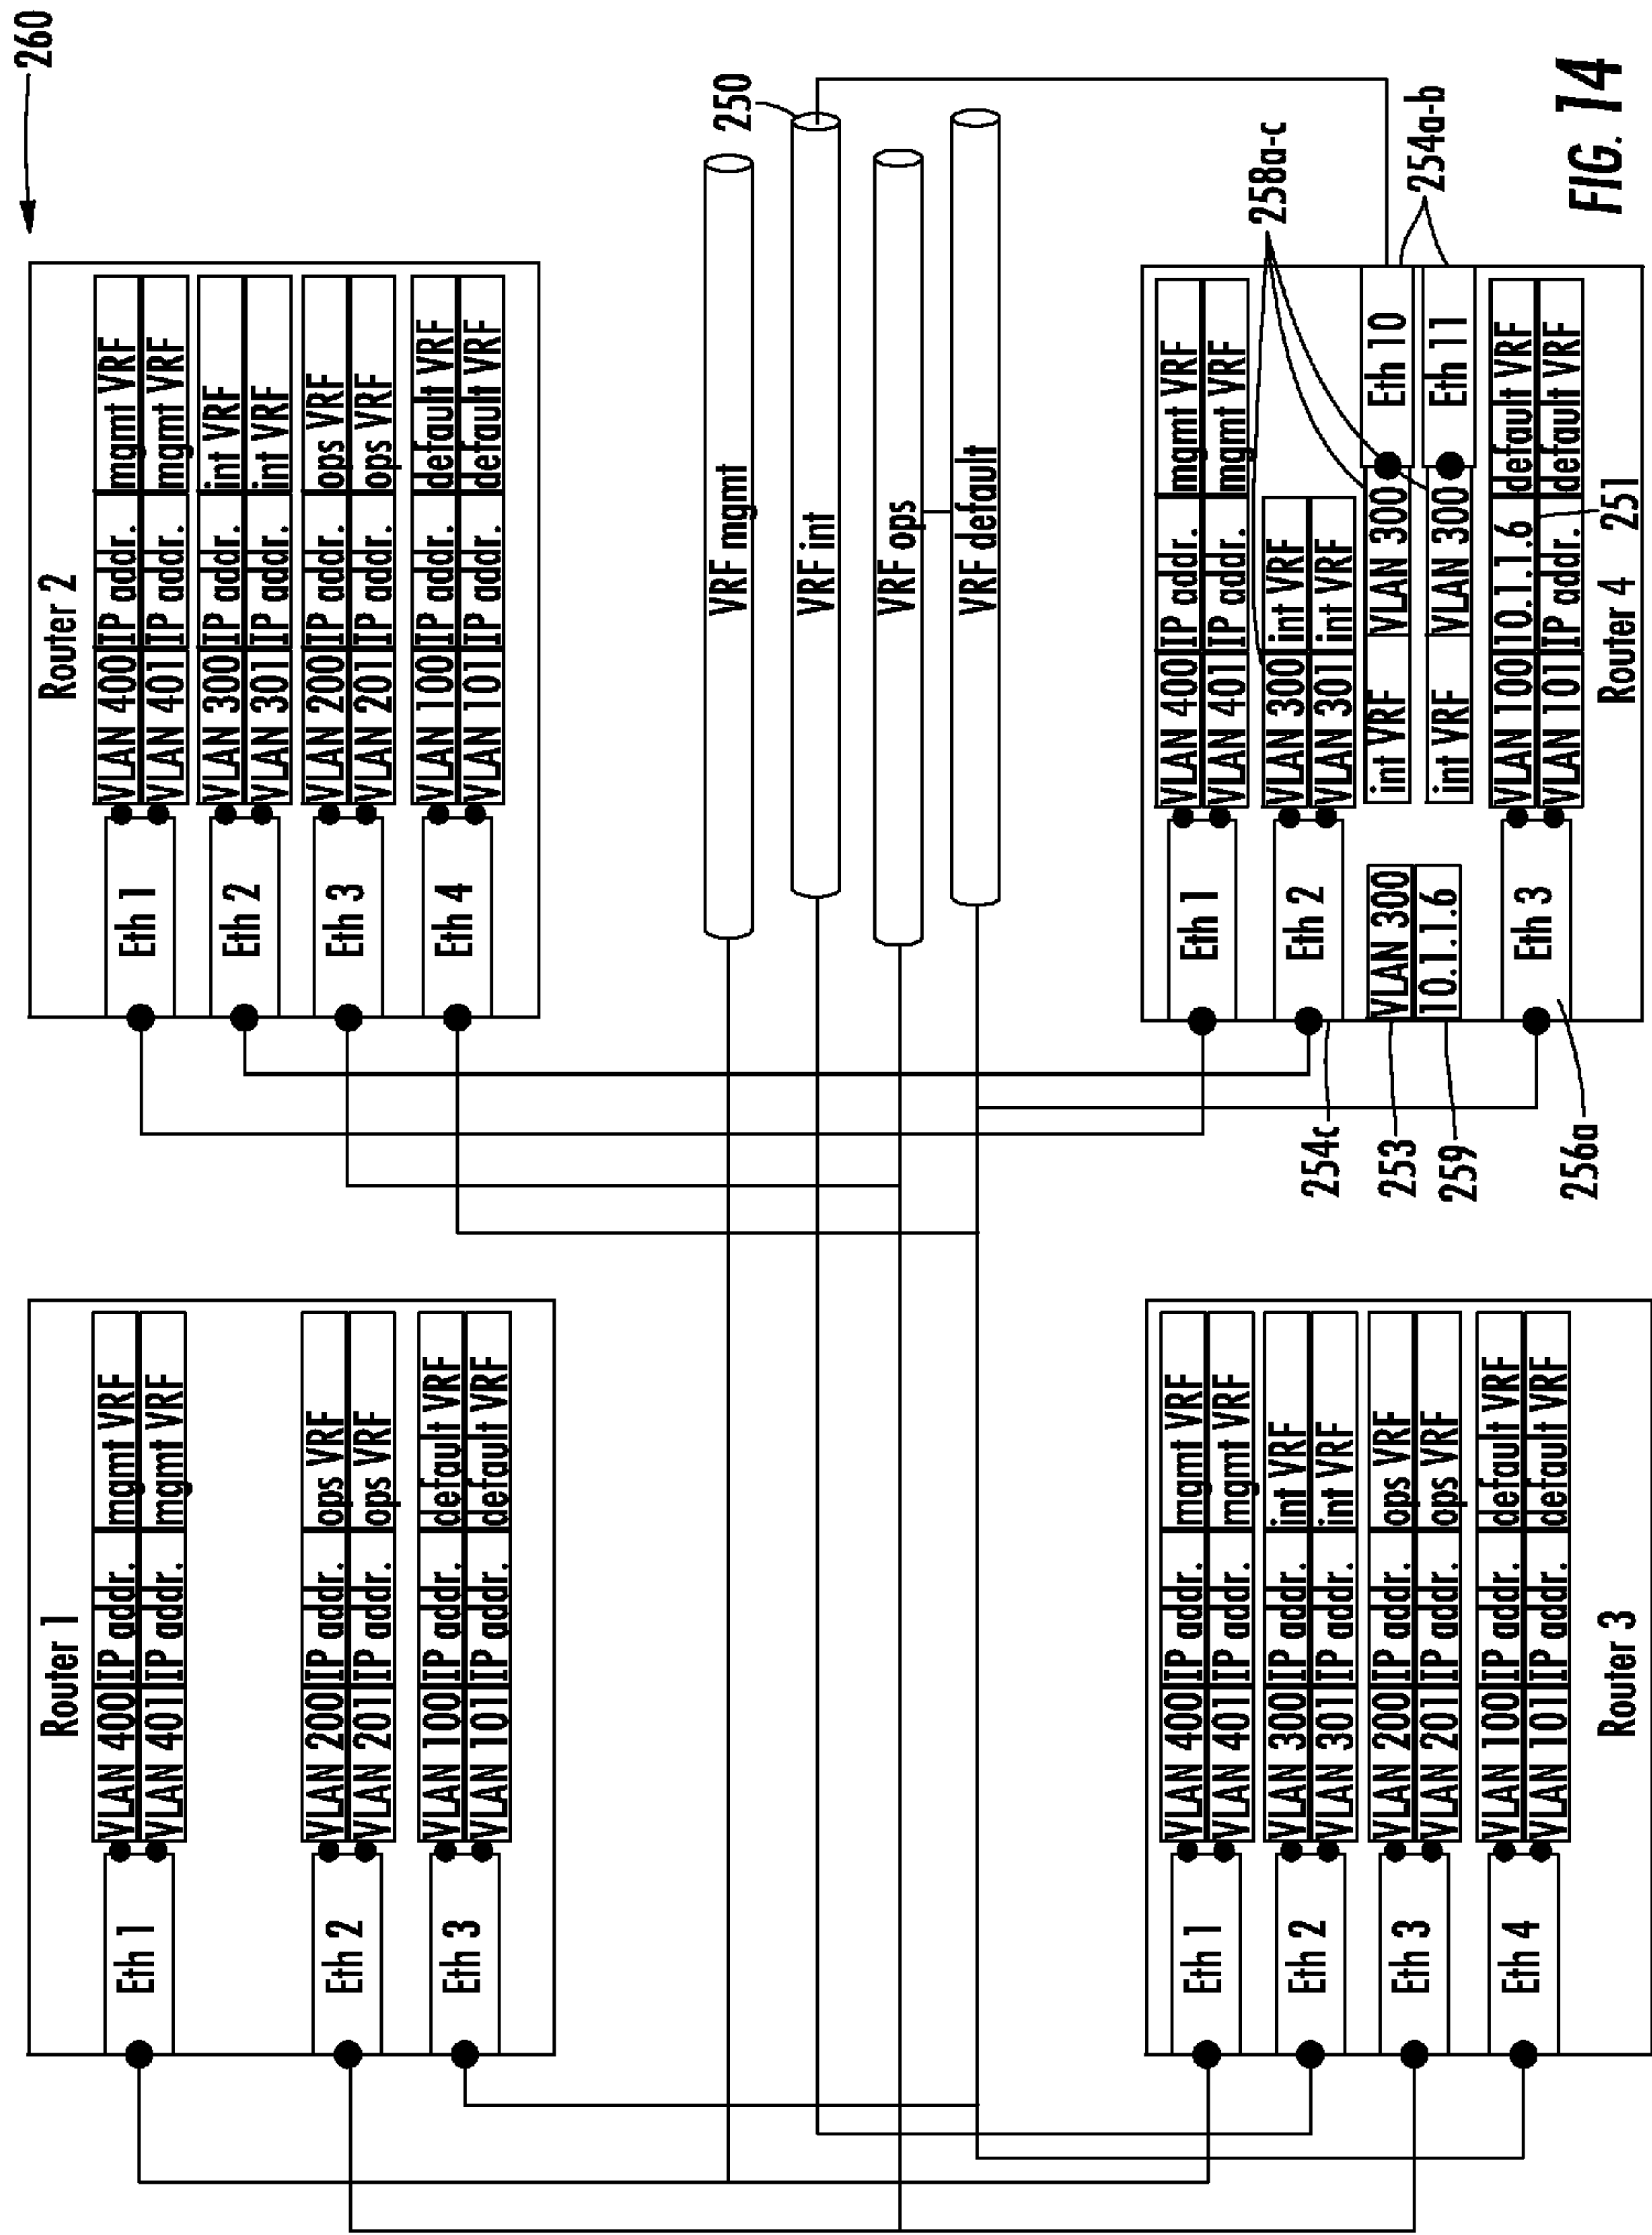 260
Router 1
Eth 1
VLAN 400 IP addr. mgmt VRF
VLAN 401 IP addr. mgmt VRF
Eth 2
VLAN 200 IP addr. ops VRF
VLAN 201 IP addr. ops VRF
Eth 3
VLAN 100 IP addr. default VRF
VLAN 101 IP addr. default VRF
Router 2
Eth 1
VLAN 400 IP addr. mgmt VRF
VLAN 401 IP addr. mgmt VRF
Eth 2
VLAN 300 IP addr. int VRF
VLAN 301 IP addr. int VRF
Eth 3
VLAN 200 IP addr. ops VRF
VLAN 201 IP addr. ops VRF
Eth 4
VLAN 100 IP addr. default VRF
VLAN 101 IP addr. default VRF
VRF mgmt
250
VRF int
VRF ops
VRF default
Eth 1
VLAN 400 IP addr. mgmt VRF
VLAN 401 IP addr. mgmt VRF
Eth 2
VLAN 300 IP addr. int VRF
VLAN 301 IP addr. int VRF
Eth 3
VLAN 200 IP addr. ops VRF
VLAN 201 IP addr. ops VRF
Eth 4
VLAN 100 IP addr. default VRF
VLAN 101 IP addr. default VRF
Router 3
Eth 1
VLAN 400 IP addr. mgmt VRF
VLAN 401 IP addr. mgmt VRF
258a-c
254c
Eth 2
VLAN 300 int VRF
VLAN 301 int VRF
253
VLAN 300
int VRF VLAN 300 Eth 10
254a-b
259
10.1.1.6
int VRF VLAN 300 Eth 11
256a
Eth 3
VLAN 100 10.1.1.6 default VRF
VLAN 101 IP addr. default VRF
Router 4
251
FIG. 14